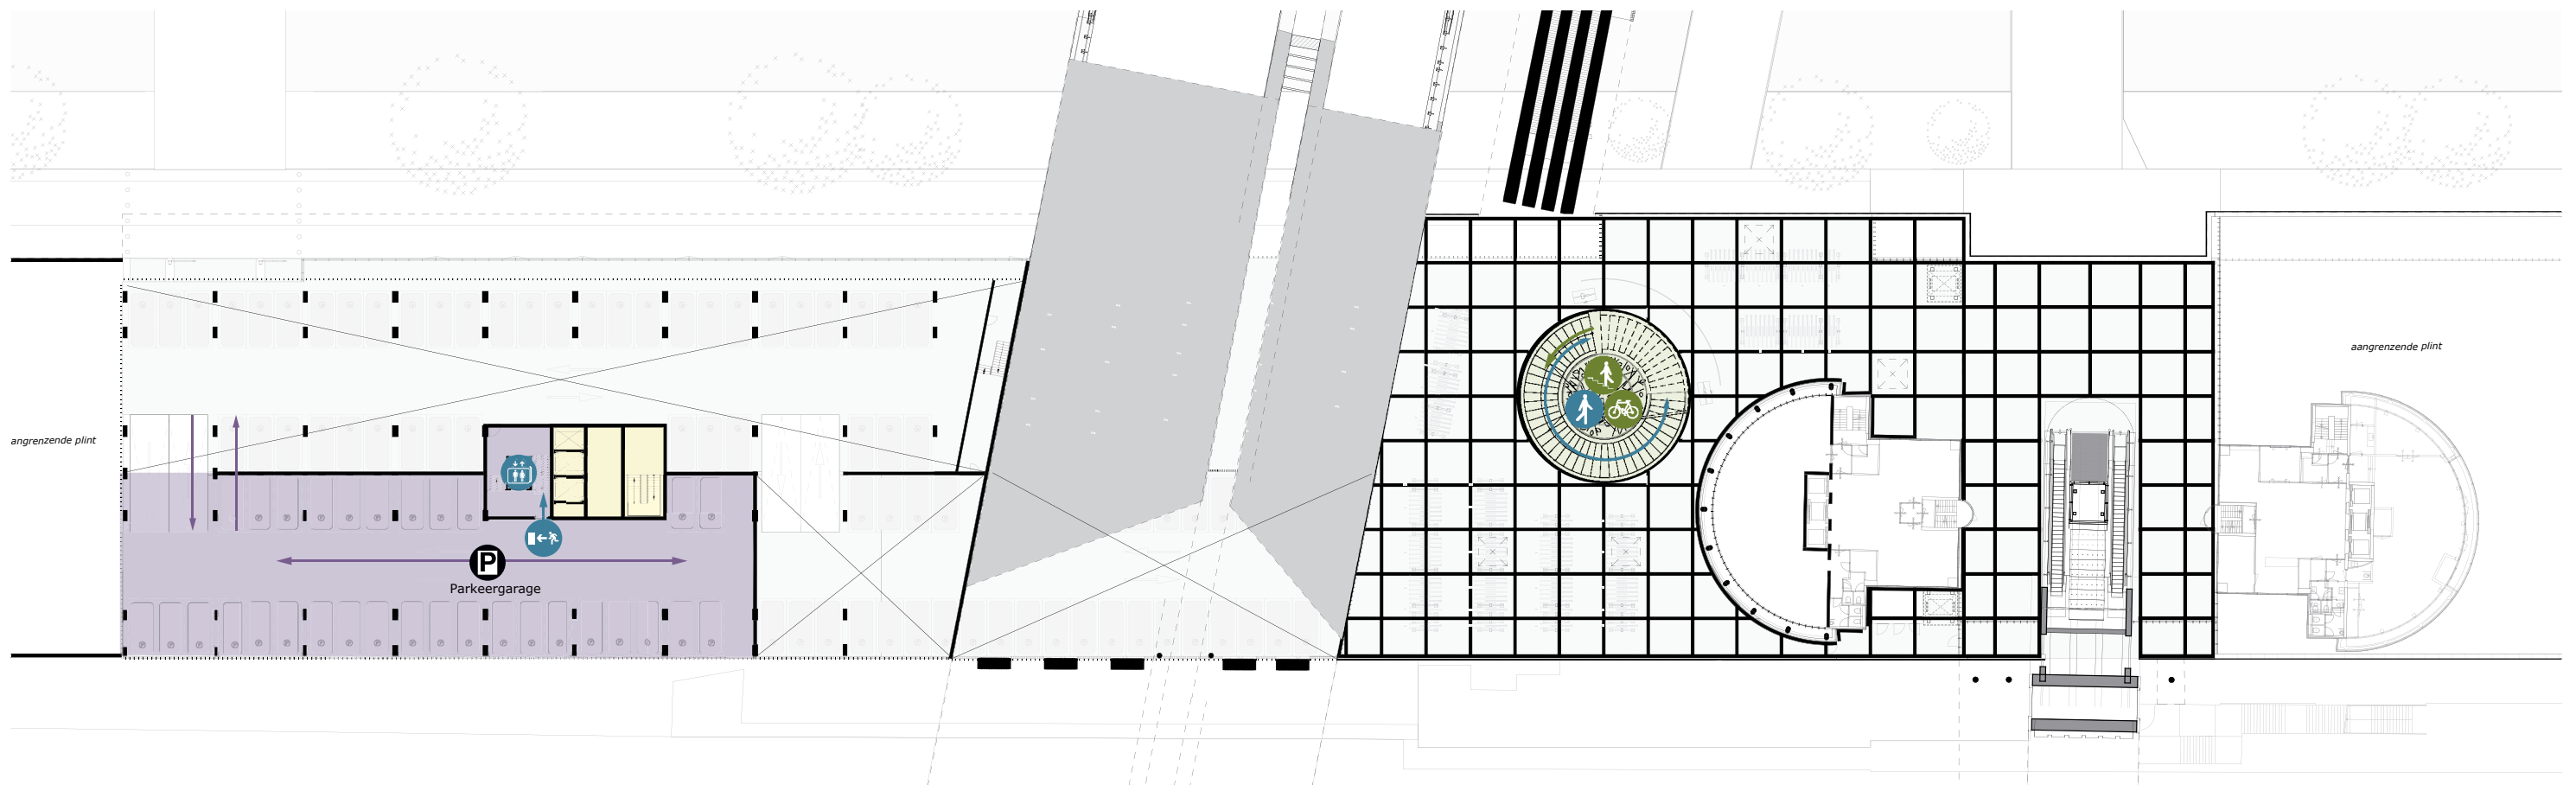 aangrenzende plint
angrenzende plint
P
Parkeergarage